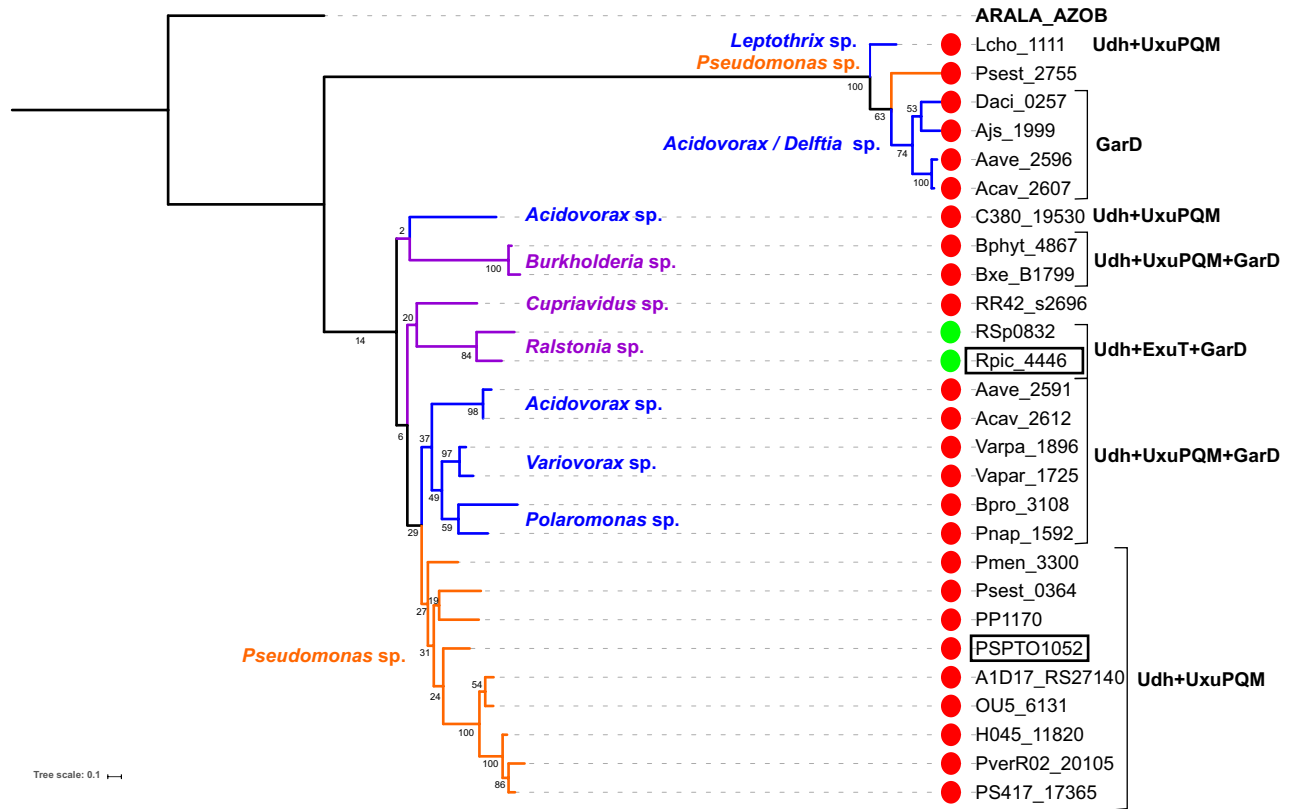 ARALA_AZOB
Leptothrix sp.
Lcho_1111
Udh+UxuPQM
Pseudomonas sp.
Psest_2755
100
63
Daci_0257
53
Ajs_1999
GarD
Acidovorax / Delftia sp.
74
Aave_2596
100
Acav_2607
Acidovorax sp.
C380_19530
Udh+UxuPQM
2
Bphyt_4867
Burkholderia sp.
100
Udh+UxuPQM+GarD
Bxe_B1799
Cupriavidus sp.
RR42_s2696
20
RSp0832
14
Ralstonia sp.
84
Udh+ExuT+GarD
Rpic_4446
Aave_2591
Acidovorax sp.
98
Acav_2612
6
37
Varpa_1896
97
Variovorax sp.
Udh+UxuPQM+GarD
Vapar_1725
49
Bpro_3108
Polaromonas sp.
59
29
Pnap_1592
Pmen_3300
Psest_0364
19
27
PP1170
Pseudomonas sp.
31
PSPTO1052
A1D17_RS27140
Udh+UxuPQM
54
24
OU5_6131
100
H045_11820
100
PverR02_20105
Tree scale: 0.1
86
PS417_17365